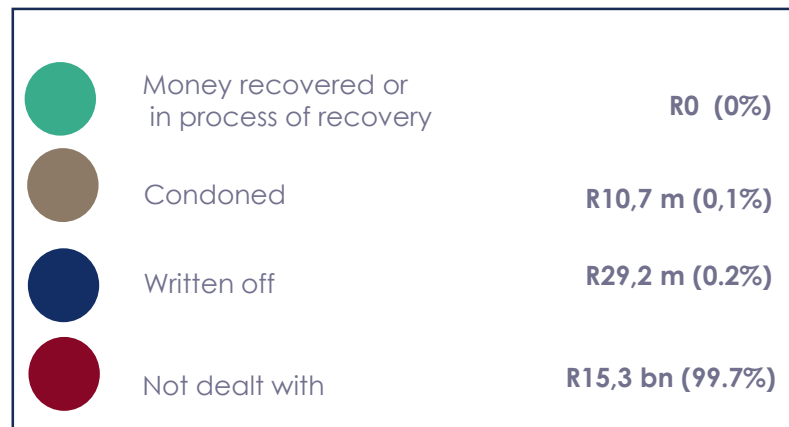 Money recovered or
in process of recovery
R0 (0%)
Condoned
R10,7 m (0,1%)
Written off
R29,2 m (0.2%)
Not dealt with
R15,3 bn (99.7%)